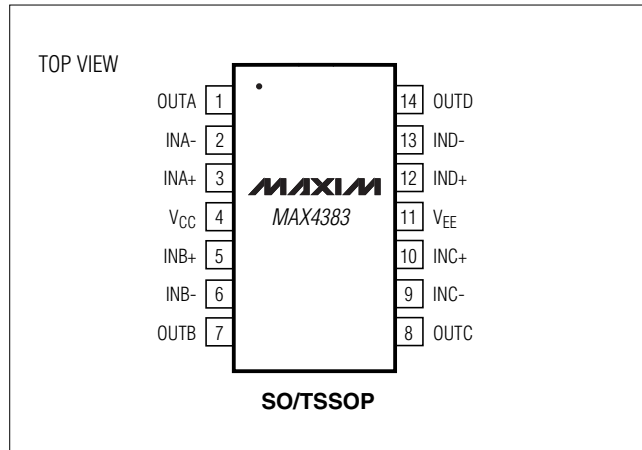 TOP VIEW
OUTA 1 14 OUTD
INA- 2 13 IND-
INA+ 3 12 IND+
MAXIM
VCC 4 MAX4383 11 VEE
INB+ 5 10 INC+
INB- 6 9 INC-
OUTB 7 8 OUTC
SO/TSSOP